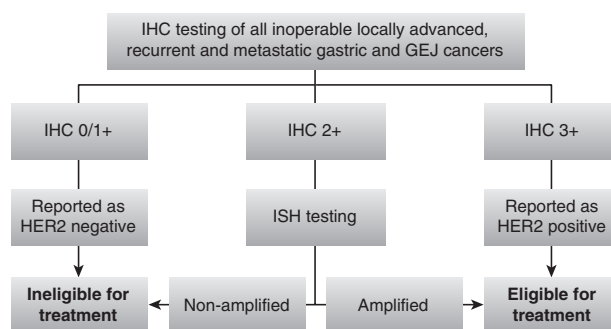 IHC testing of all inoperable locally advanced,
recurrent and metastatic gastric and GEJ cancers
IHC 0/1+
IHC 2+
IHC 3+
Reported as
HER2 negative
ISH testing
Reported as
HER2 positive
Ineligible for
treatment
Non-amplified
Amplified
Eligible for
treatment